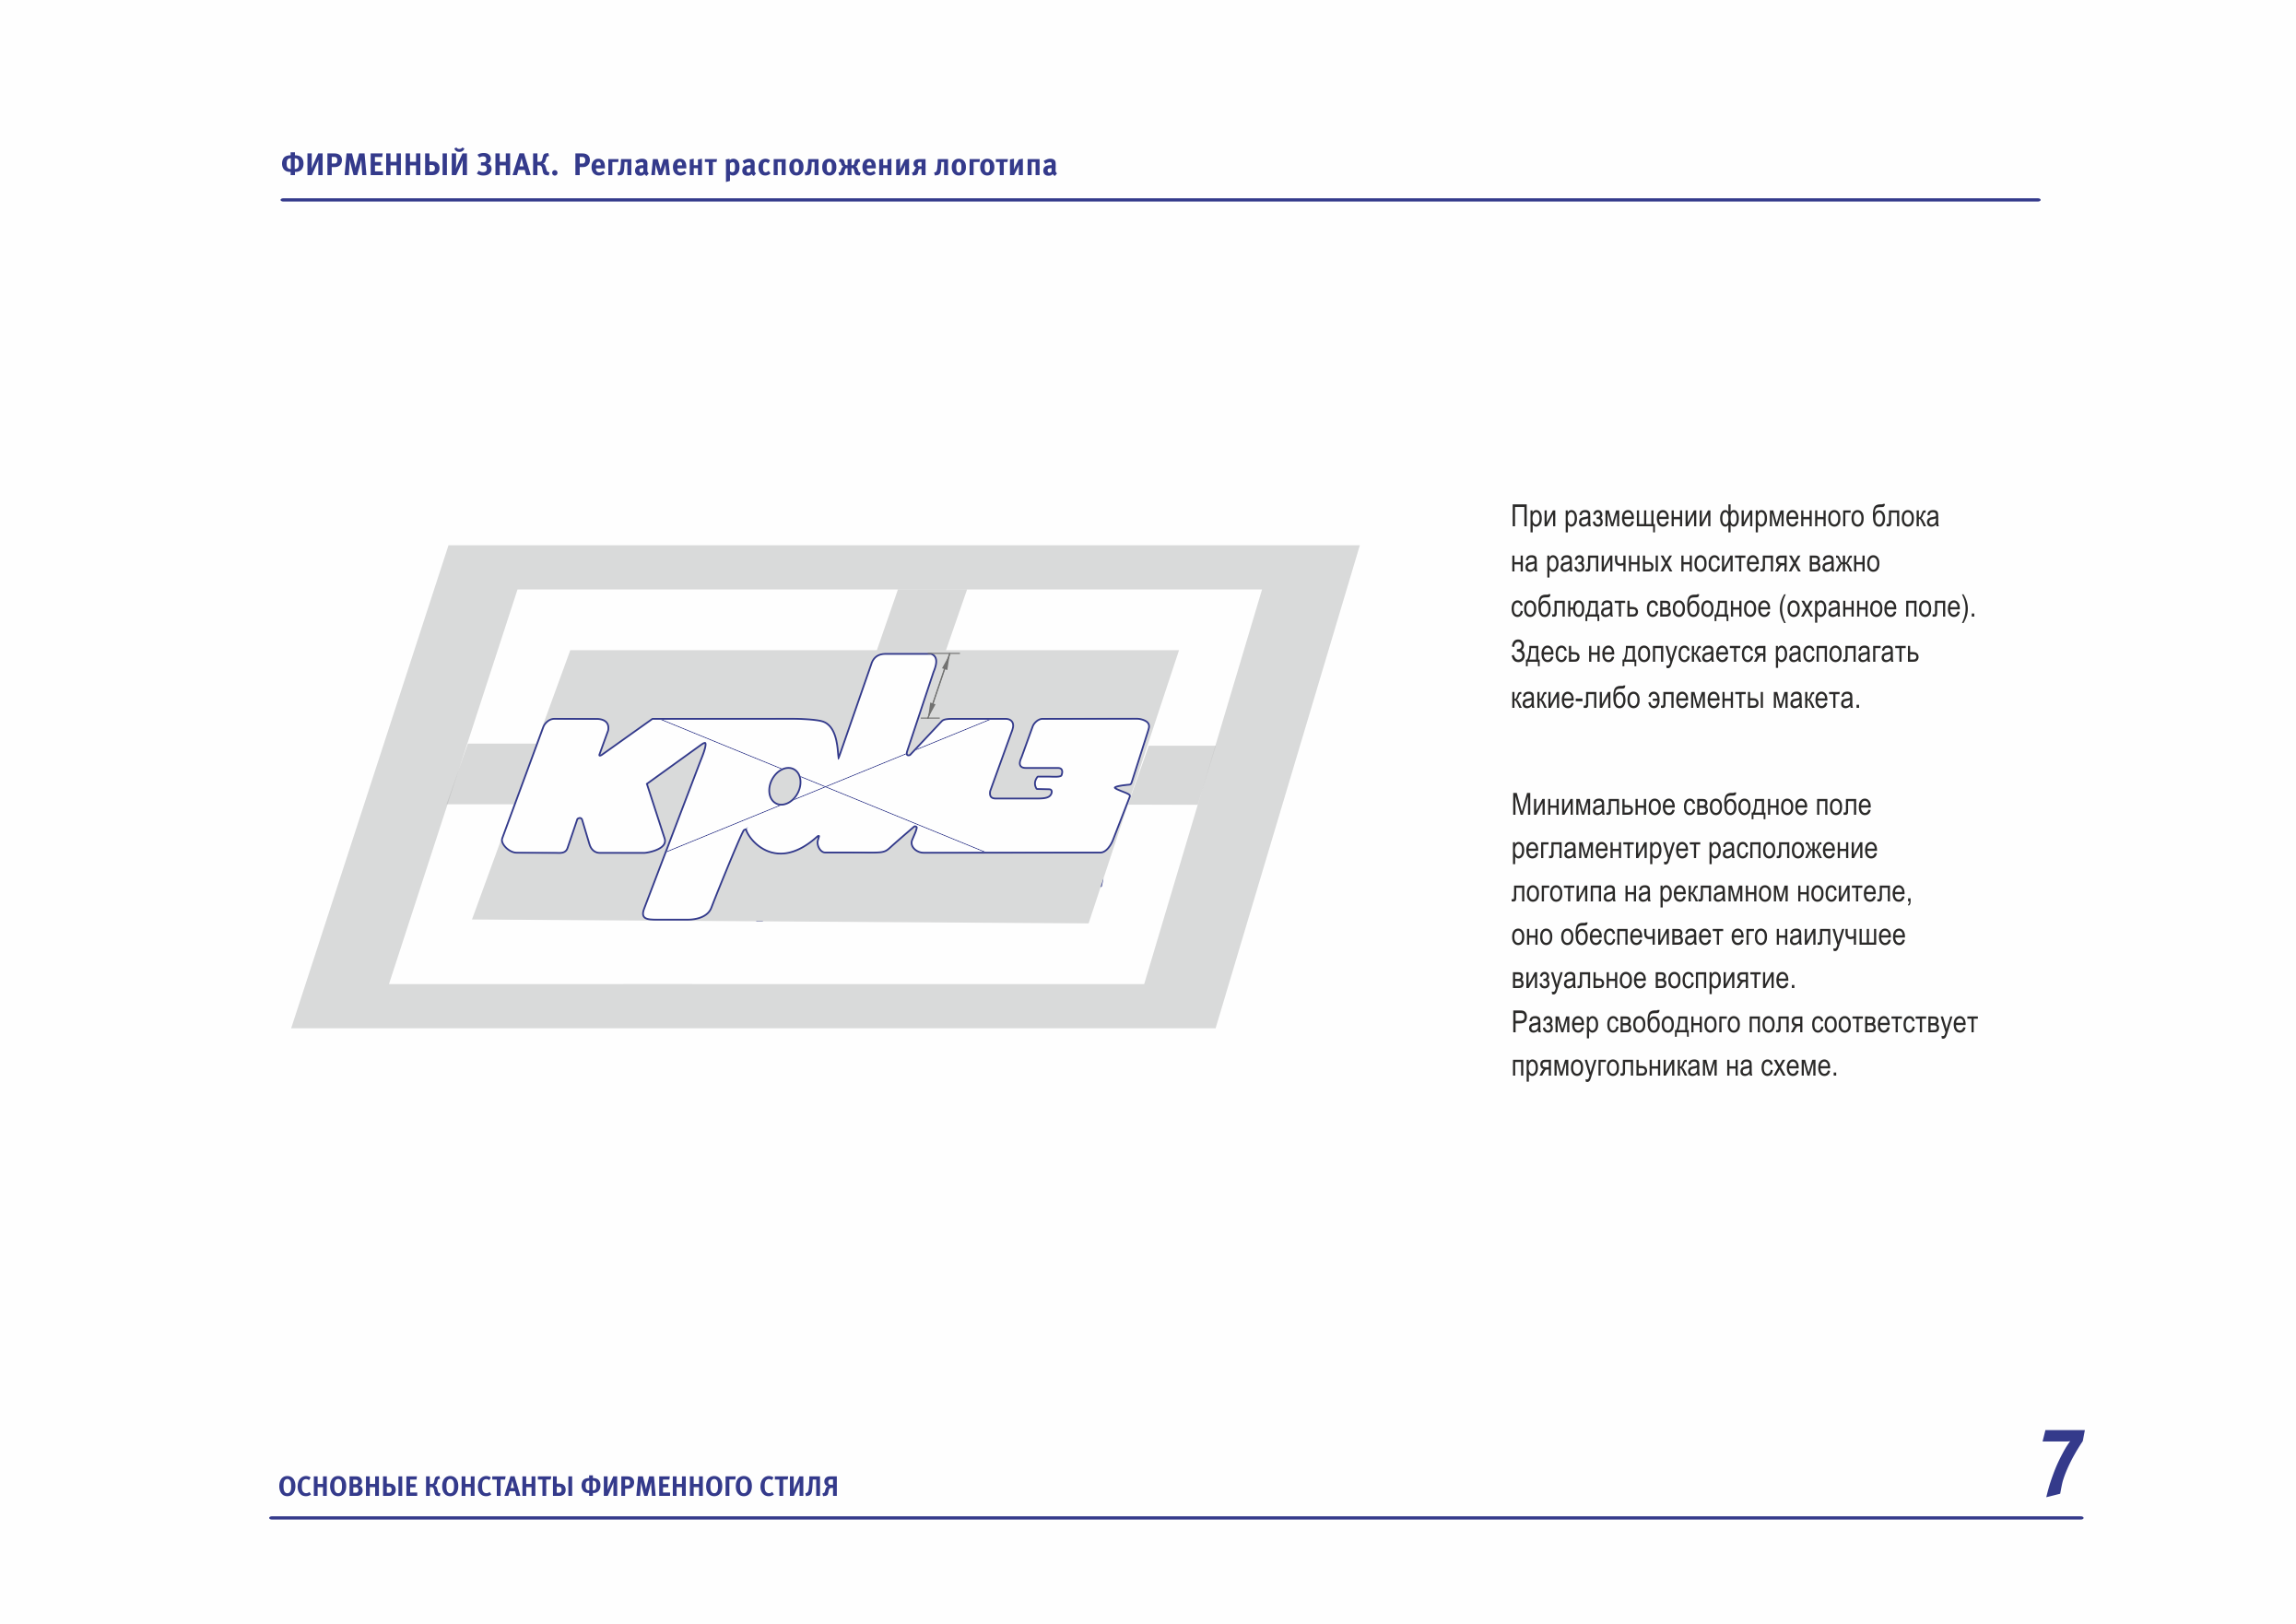 ФИРМЕННЫЙ ЗНАК. Регламент расположения логотипа
При размещении фирменного блока
на различных носителях важно
соблюдать свободное (охранное поле).
Здесь не допускается располагать
какие-либо элементы макета.
Минимальное свободное поле
регламентирует расположение
логотипа на рекламном носителе,
оно обеспечивает его наилучшее
визуальное восприятие.
Размер свободного поля соответствует
прямоугольникам на схеме.
ОСНОВНЫЕ КОНСТАНТЫ ФИРМЕННОГО СТИЛЯ
7